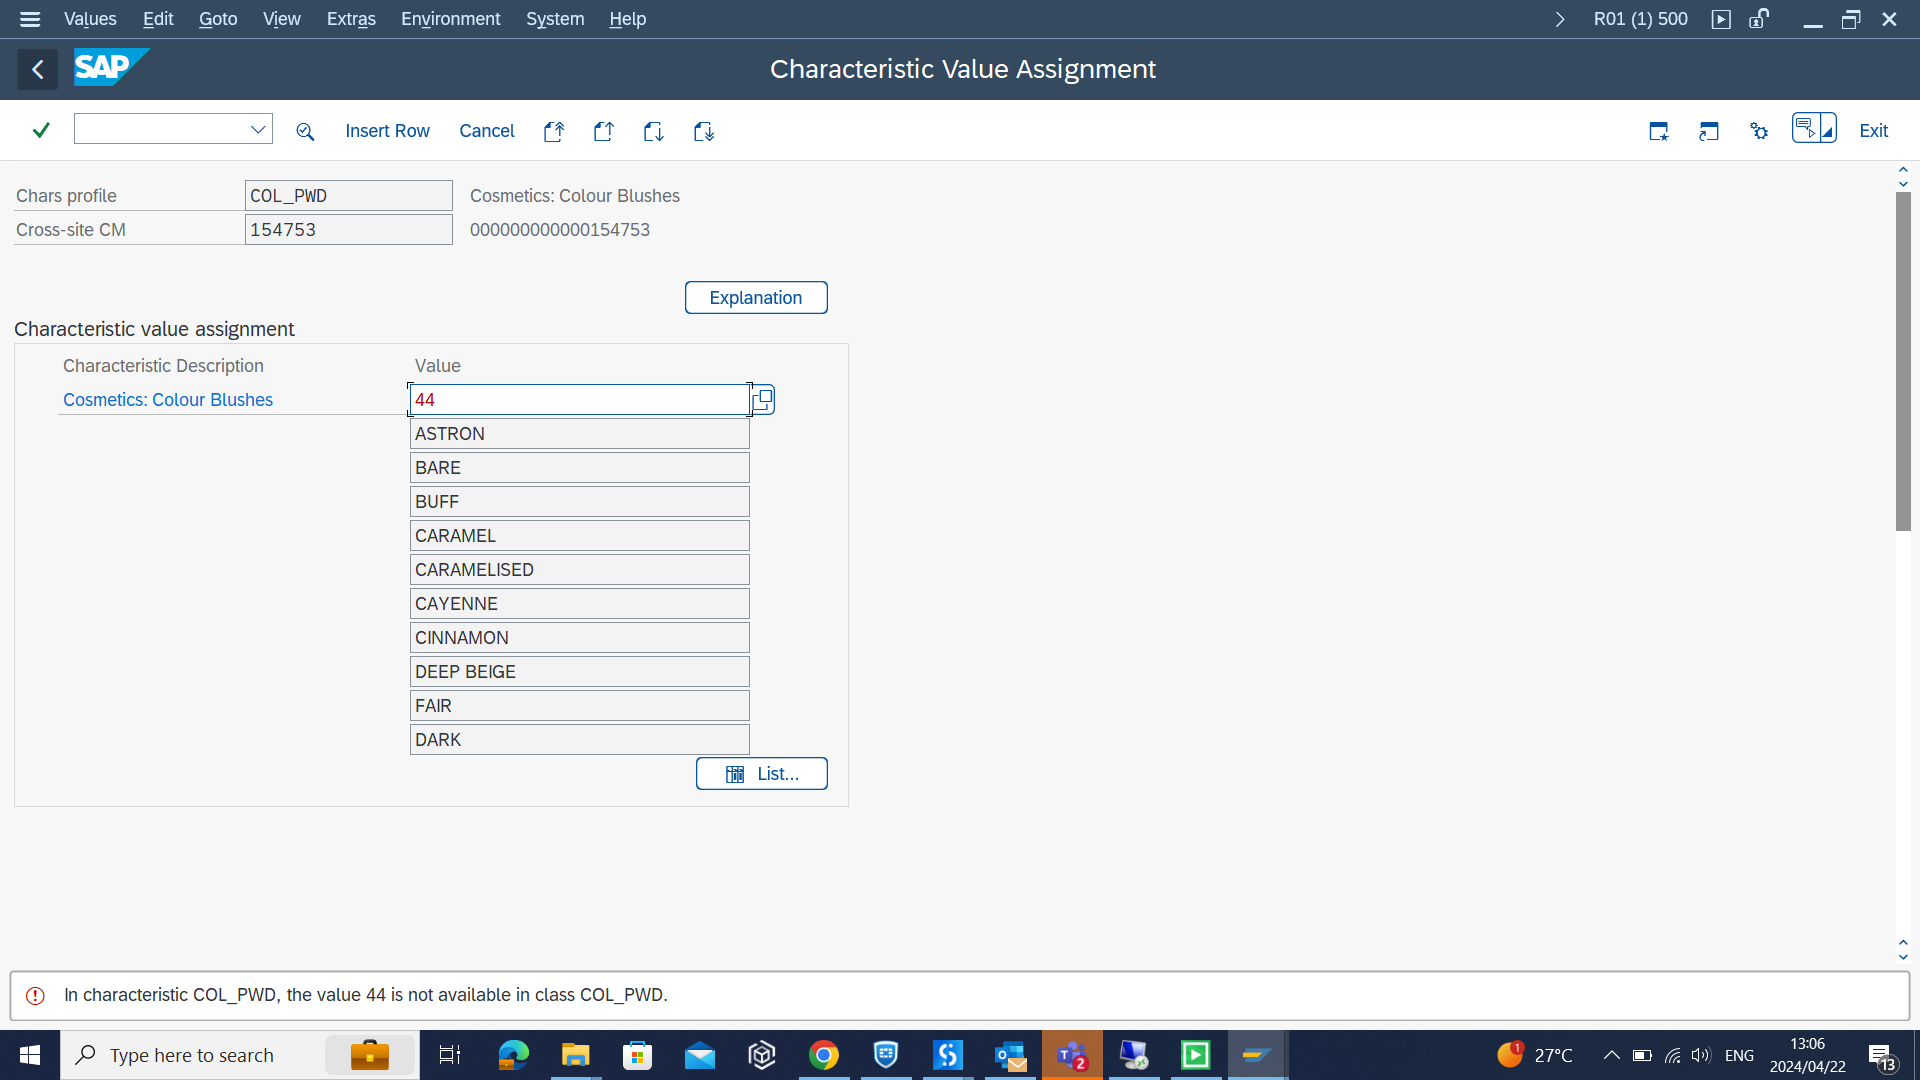 Values Edit Goto View Extras Environment System Help R01 (1) 500
SAP Characteristic Value Assignment
Insert Row Cancel Exit
Chars profile COL_PWD Cosmetics: Colour Blushes
Cross-site CM 154753 000000000000154753
Explanation
Characteristic value assignment
Characteristic Description Value
Cosmetics: Colour Blushes 44
ASTRON
BARE
BUFF
CARAMEL
CARAMELISED
CAYENNE
CINNAMON
DEEP BEIGE
FAIR
DARK
List...
In characteristic COL_PWD, the value 44 is not available in class COL_PWD.
Type here to search 2 1 27°C ENG 13:06
2024/04/22 13